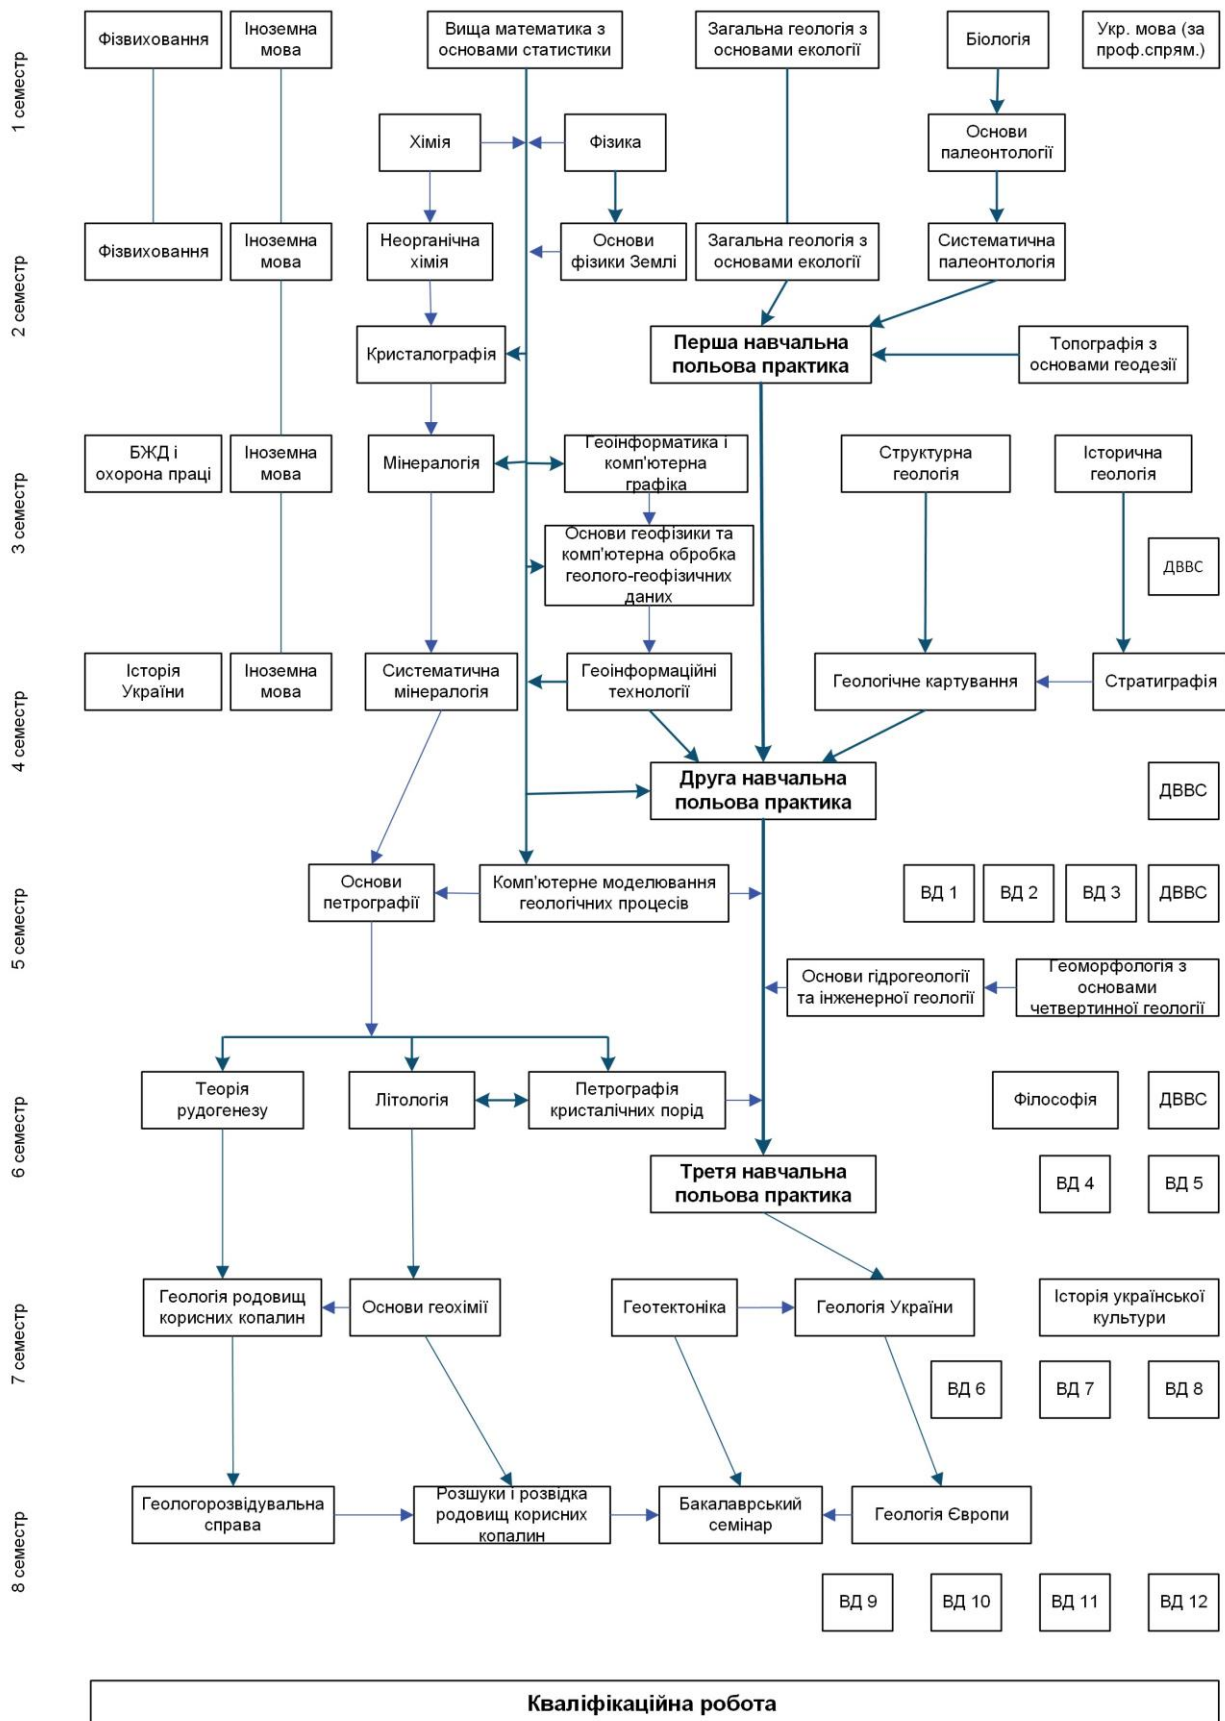 1 семестр
Фізвиховання
Іноземна
мова
Вища математика з
основами статистики
Загальна геологія з
основами екології
Біологія
Укр. мова (за
проф.спрям.)
Хімія
Фізика
Основи
палеонтології
2 семестр
Фізвиховання
Іноземна
мова
Неорганічна
хімія
Основи
фізики Землі
Загальна геологія з
основами екології
Систематична
палеонтологія
Кристалографія
Перша навчальна
польова практика
Топографія з
основами геодезії
3 семестр
БЖД і
охорона праці
Іноземна
мова
Мінералогія
Геоінформатика і
комп'ютерна
графіка
Структурна
геологія
Історична
геологія
Основи геофізики та
комп'ютерна обробка
геолого-геофізичних
даних
ДВВС
4 семестр
Історія
України
Іноземна
мова
Систематична
мінералогія
Геоінформаційні
технології
Геологічне картування
Стратиграфія
Друга навчальна
польова практика
ДВВС
5 семестр
Основи
петрографії
Комп'ютерне моделювання
геологічних процесів
ВД 1
ВД 2
ВД 3
ДВВС
Основи гідрогеології
та інженерної геології
Геоморфологія з
основами
четвертинної геології
6 семестр
Теорія
рудогенезу
Літологія
Петрографія
кристалічних порід
Філософія
ДВВС
Третя навчальна
польова практика
ВД 4
ВД 5
7 семестр
Геологія родовищ
корисних копалин
Основи геохімії
Геотектоніка
Геологія України
Історія української
культури
ВД 6
ВД 7
ВД 8
8 семестр
Геологорозвідувальна
справа
Розшуки і розвідка
родовищ корисних
копалин
Бакалаврський
семінар
Геологія Європи
ВД 9
ВД 10
ВД 11
ВД 12
Кваліфікаційна робота